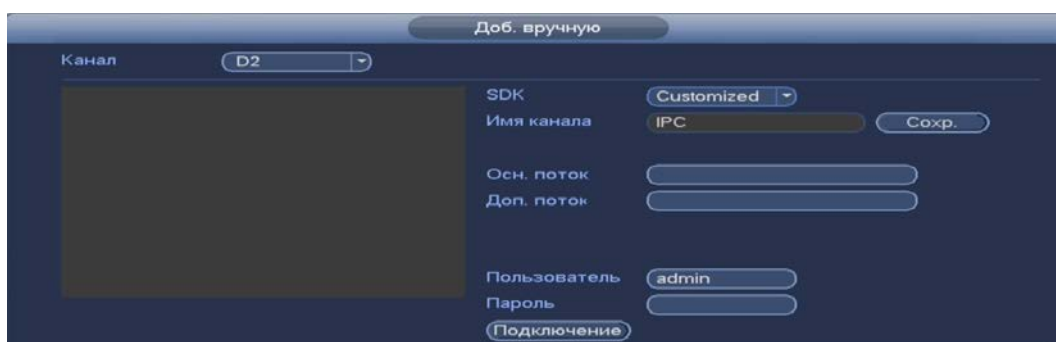 Доб. вручную
Канал D2
SDK Customized
Имя канала IPC Сохр.
Осн. поток
Доп. поток
Пользователь admin
Пароль
Подключение